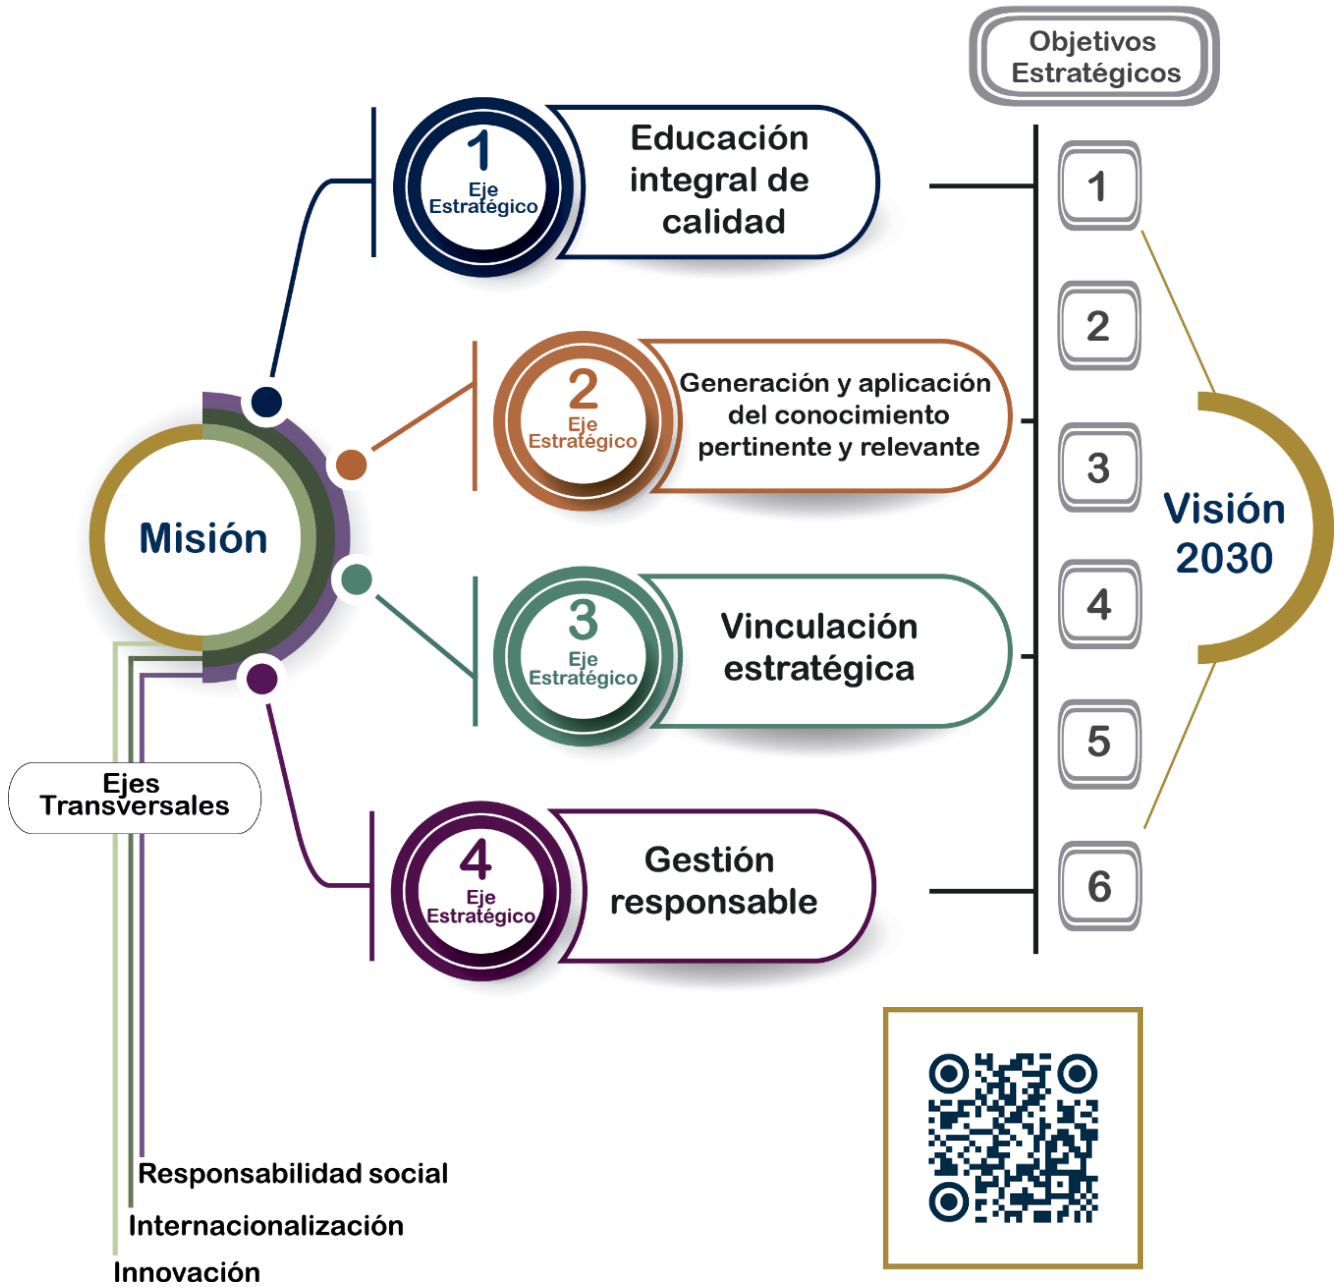 Objetivos
Estratégicos
1
Eje
Estratégico
Educación
integral de
calidad
2
Eje
Estratégico
Generación y aplicación
del conocimiento
pertinente y relevante
3
Eje
Estratégico
Vinculación
estratégica
4
Eje
Estratégico
Gestión
responsable
1
2
3
4
5
6
Misión
Visión
2030
Ejes
Transversales
Responsabilidad social
Internacionalización
Innovación